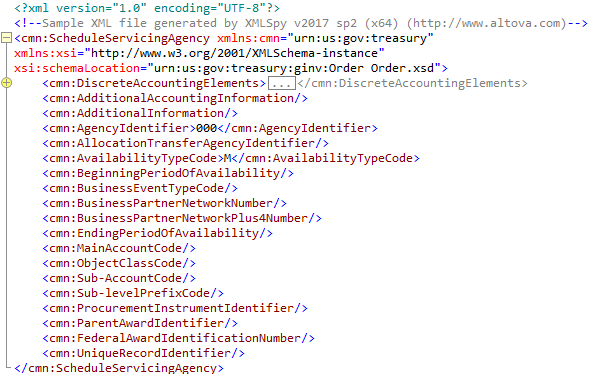 <?xml version="1.0" encoding="UTF-8"?>
<!--Sample XML file generated by XMLSpy v2017 sp2 (x64) (http://www.altova.com)-->
<cmn:ScheduleServicingAgency xmlns:cmn="urn:us:gov:treasury"
xmlns:xsi="http://www.w3.org/2001/XMLSchema-instance"
xsi:schemaLocation="urn:us:gov:treasury:ginv:Order Order.xsd">
<cmn:DiscreteAccountingElements>...</cmn:DiscreteAccountingElements>
<cmn:AdditionalAccountingInformation/>
<cmn:AdditionalInformation/>
<cmn:AgencyIdentifier>000</cmn:AgencyIdentifier>
<cmn:AllocationTransferAgencyIdentifier/>
<cmn:AvailabilityTypeCode>M</cmn:AvailabilityTypeCode>
<cmn:BeginningPeriodOfAvailability/>
<cmn:BusinessEventTypeCode/>
<cmn:BusinessPartnerNetworkNumber/>
<cmn:BusinessPartnerNetworkPlus4Number/>
<cmn:EndingPeriodOfAvailability/>
<cmn:MainAccountCode/>
<cmn:ObjectClassCode/>
<cmn:Sub-AccountCode/>
<cmn:Sub-levelPrefixCode/>
<cmn:ProcurementInstrumentIdentifier/>
<cmn:ParentAwardIdentifier/>
<cmn:FederalAwardIdentificationNumber/>
<cmn:UniqueRecordIdentifier/>
</cmn:ScheduleServicingAgency>